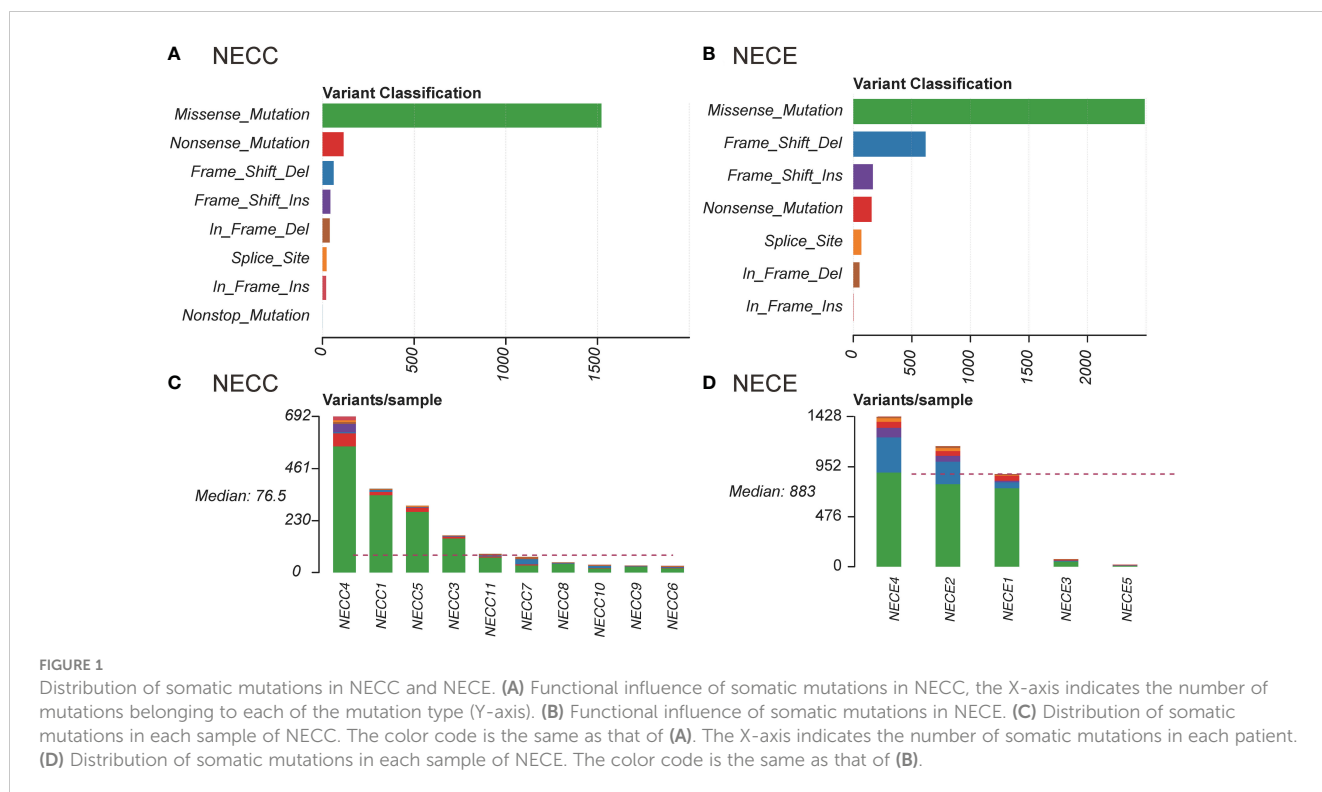 A NECC
Variant Classification
Missense_Mutation
Nonsense_Mutation
Frame_Shift_Del
Frame_Shift_Ins
In_Frame_Del
Splice_Site
In_Frame_Ins
Nonstop_Mutation
0
500
1000
1500
B NECE
Variant Classification
Missense_Mutation
Frame_Shift_Del
Frame_Shift_Ins
Nonsense_Mutation
Splice_Site
In_Frame_Del
In_Frame_Ins
0
500
1000
1500
2000
C NECC
Variants/sample
692
461
230
0
Median: 76.5
NECC4
NECC1
NECC5
NECC3
NECC11
NECC7
NECC8
NECC10
NECC9
NECC6
D NECE
Variants/sample
1428
952
476
0
Median: 883
NECE4
NECE2
NECE1
NECE3
NECE5
FIGURE 1
Distribution of somatic mutations in NECC and NECE. (A) Functional influence of somatic mutations in NECC, the X-axis indicates the number of
mutations belonging to each of the mutation type (Y-axis). (B) Functional influence of somatic mutations in NECE. (C) Distribution of somatic
mutations in each sample of NECC. The color code is the same as that of (A). The X-axis indicates the number of somatic mutations in each patient.
(D) Distribution of somatic mutations in each sample of NECE. The color code is the same as that of (B).